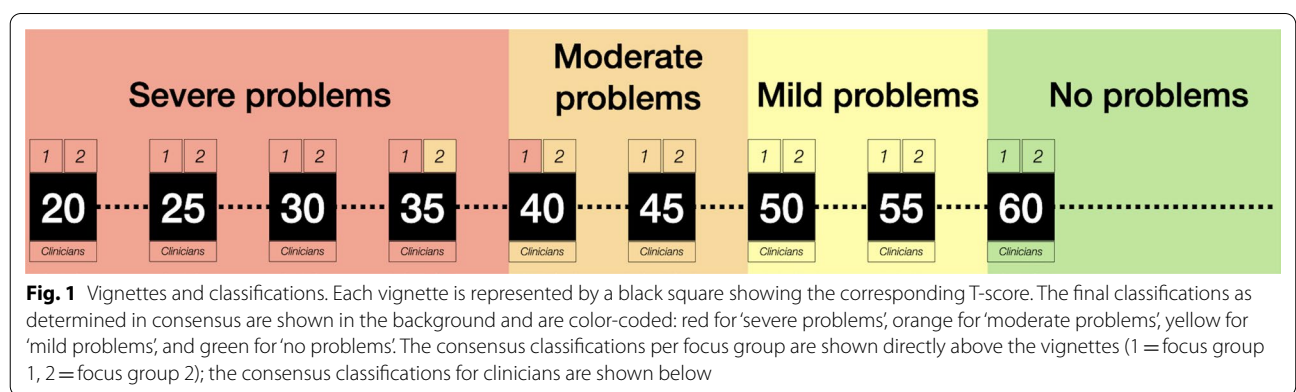 Moderate
Severe problems problems Mild problems No problems
1 2 1 2 1 2 1 2 1 2 1 2 1 2 1 2 1 2
20 25 30 35 40 45 50 55 60
Clinicians Clinicians Clinicians Clinicians Clinicians Clinicians Clinicians Clinicians Clinicians
Fig. 1 Vignettes and classifications. Each vignette is represented by a black square showing the corresponding T-score. The final classifications as
determined in consensus are shown in the background and are color-coded: red for ‘severe problems’, orange for ‘moderate problems’, yellow for
‘mild problems’, and green for ‘no problems’. The consensus classifications per focus group are shown directly above the vignettes (1 = focus group
1, 2 = focus group 2); the consensus classifications for clinicians are shown below